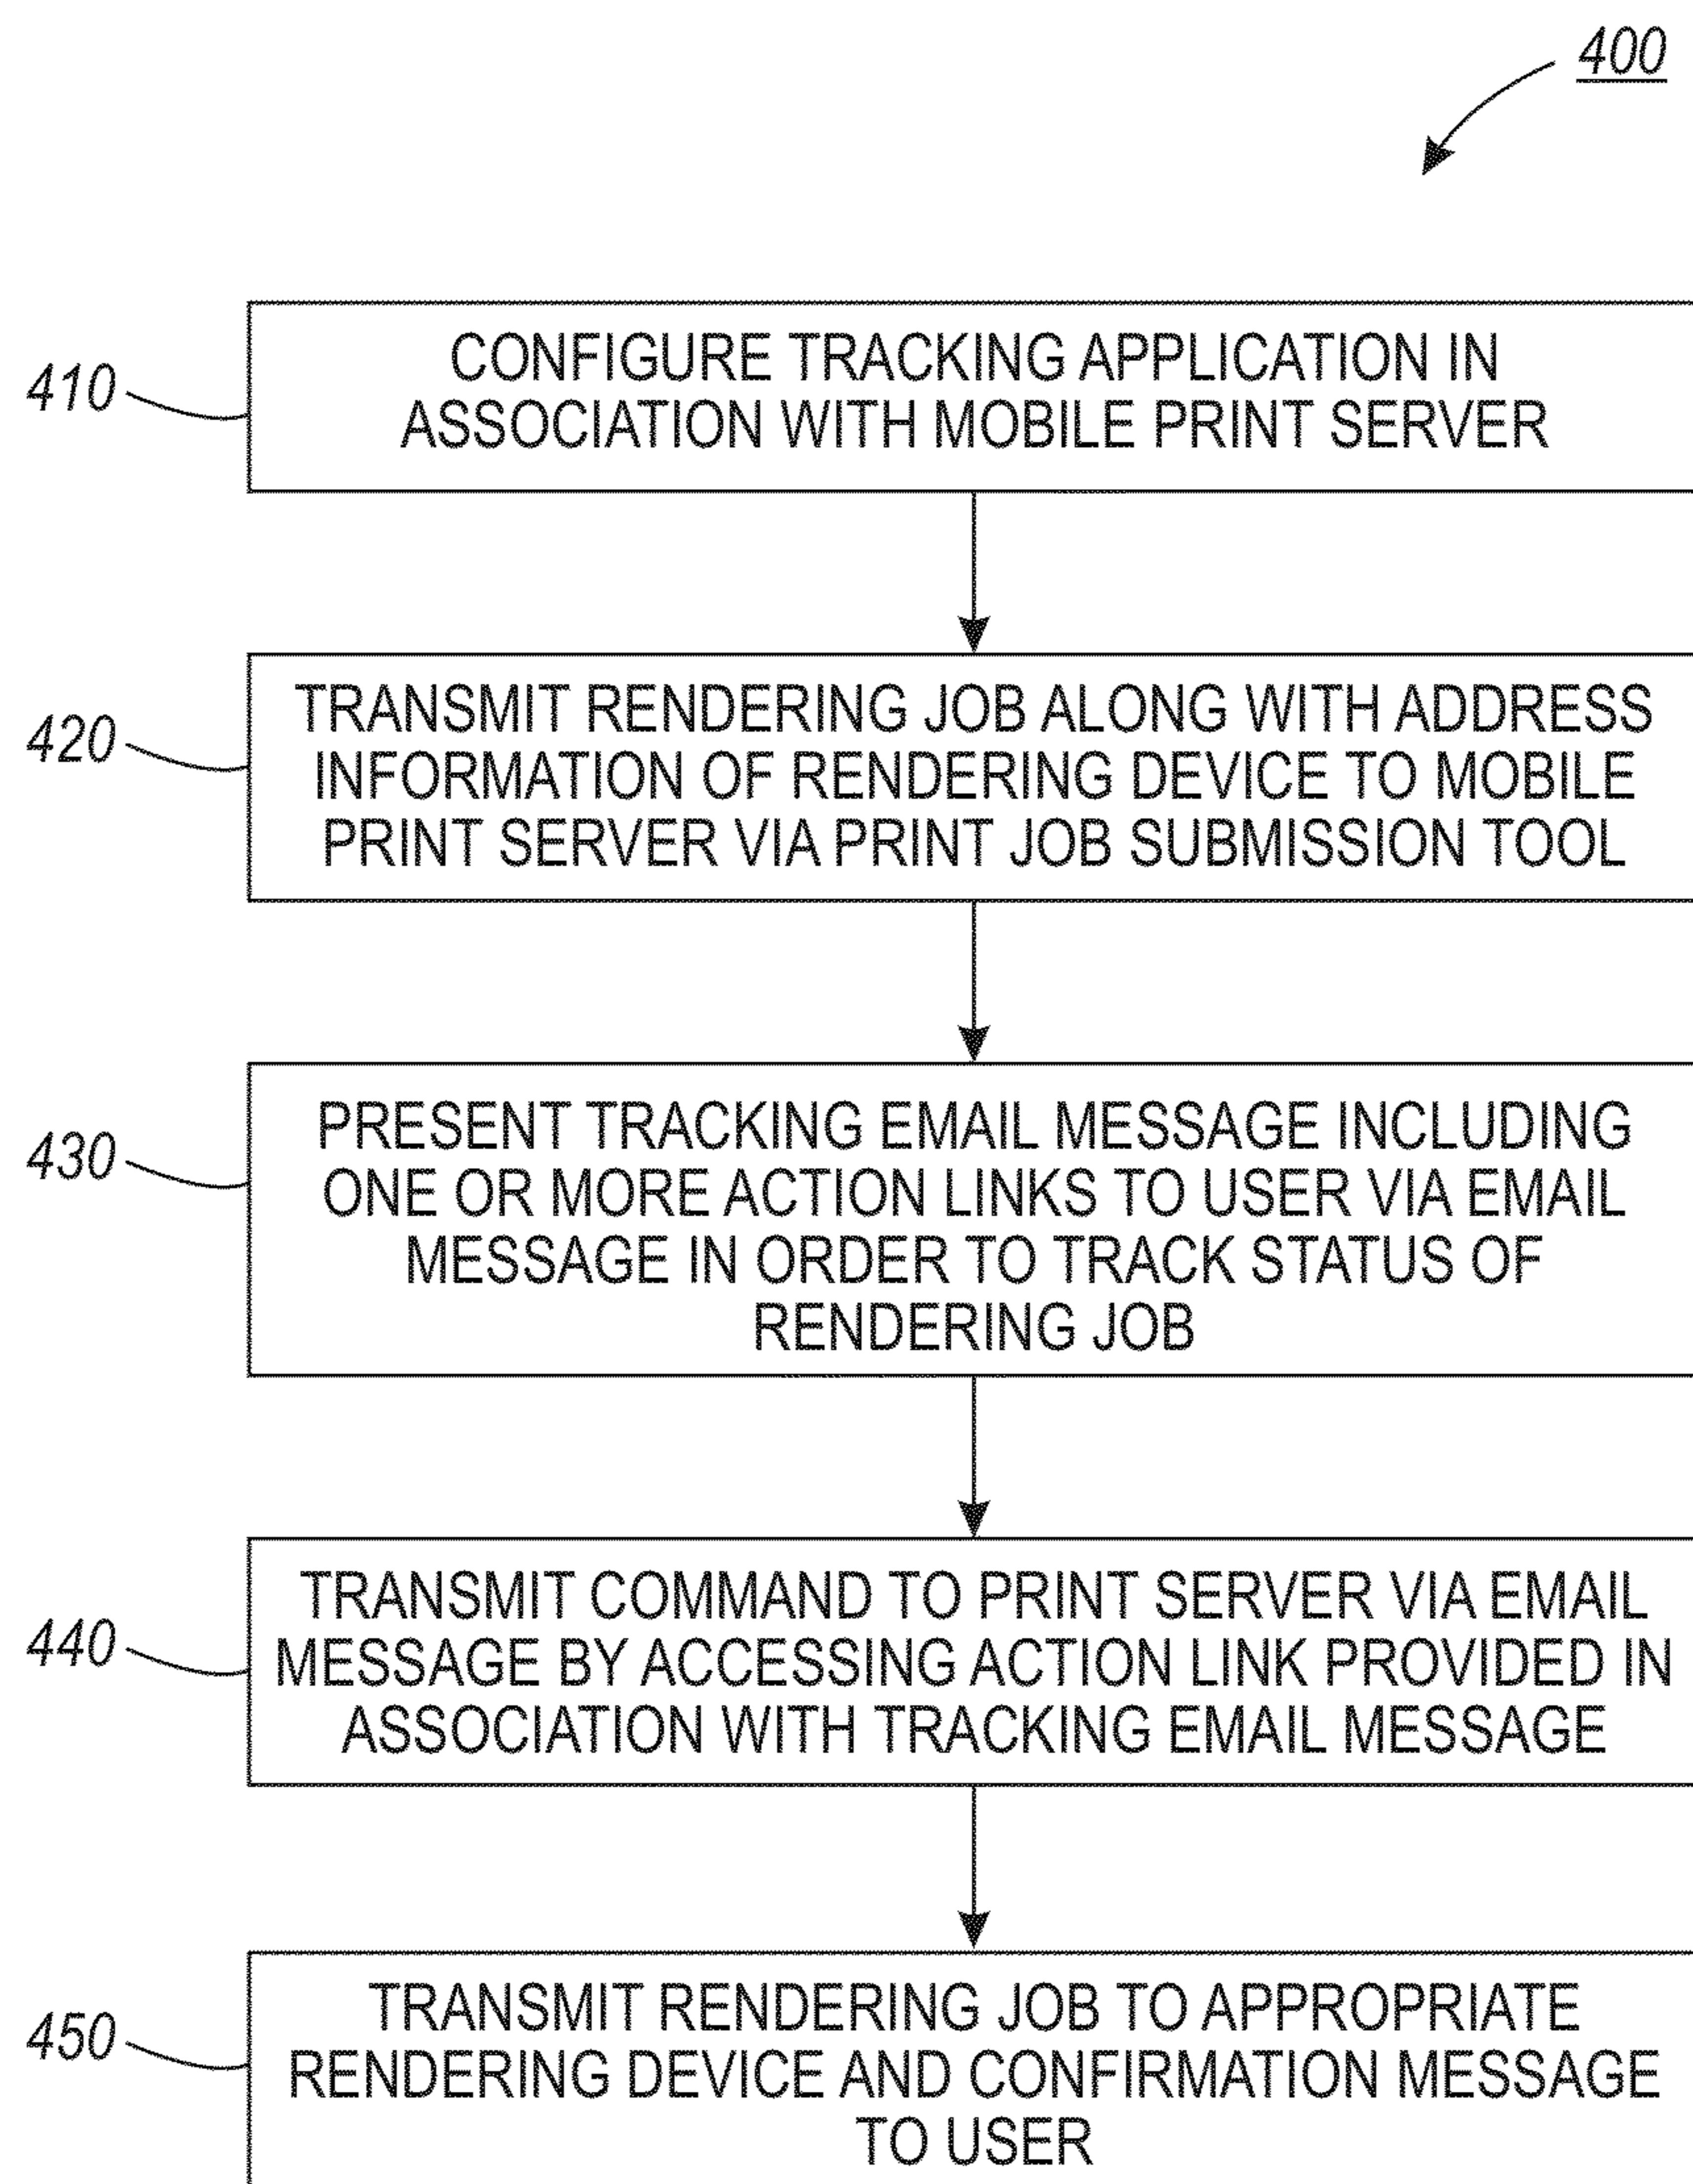 400
410
CONFIGURE TRACKING APPLICATION IN
ASSOCIATION WITH MOBILE PRINT SERVER
420
TRANSMIT RENDERING JOB ALONG WITH ADDRESS
INFORMATION OF RENDERING DEVICE TO MOBILE
PRINT SERVER VIA PRINT JOB SUBMISSION TOOL
430
PRESENT TRACKING EMAIL MESSAGE INCLUDING
ONE OR MORE ACTION LINKS TO USER VIA EMAIL
MESSAGE IN ORDER TO TRACK STATUS OF
RENDERING JOB
440
TRANSMIT COMMAND TO PRINT SERVER VIA EMAIL
MESSAGE BY ACCESSING ACTION LINK PROVIDED IN
ASSOCIATION WITH TRACKING EMAIL MESSAGE
450
TRANSMIT RENDERING JOB TO APPROPRIATE
RENDERING DEVICE AND CONFIRMATION MESSAGE
TO USER